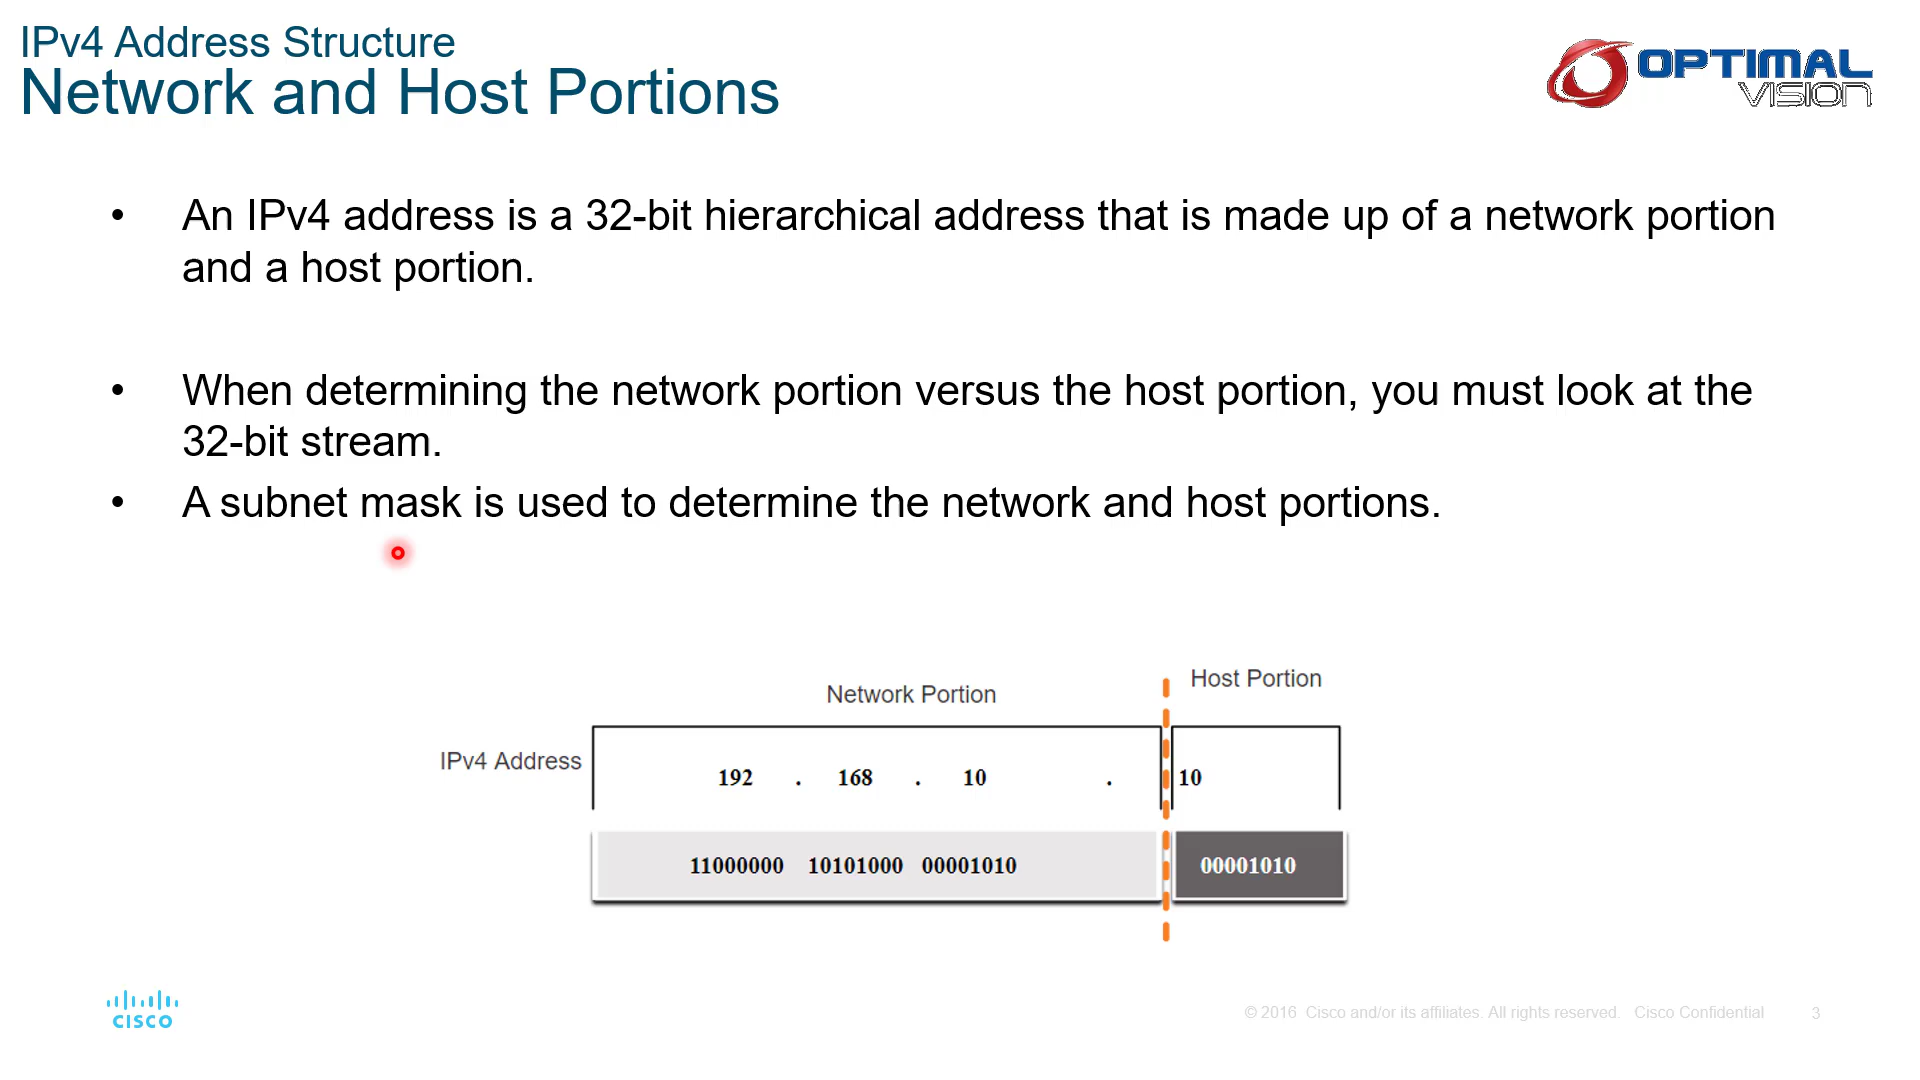 IPv4 Address Structure
Network and Host Portions
OPTIMAL
VISION
• An IPv4 address is a 32-bit hierarchical address that is made up of a network portion
and a host portion.
• When determining the network portion versus the host portion, you must look at the
32-bit stream.
• A subnet mask is used to determine the network and host portions.
Network Portion
Host Portion
IPv4 Address
192 . 168 . 10 . 10
11000000 10101000 00001010 00001010
CISCO
© 2016 Cisco and/or its affiliates. All rights reserved. Cisco Confidential
3